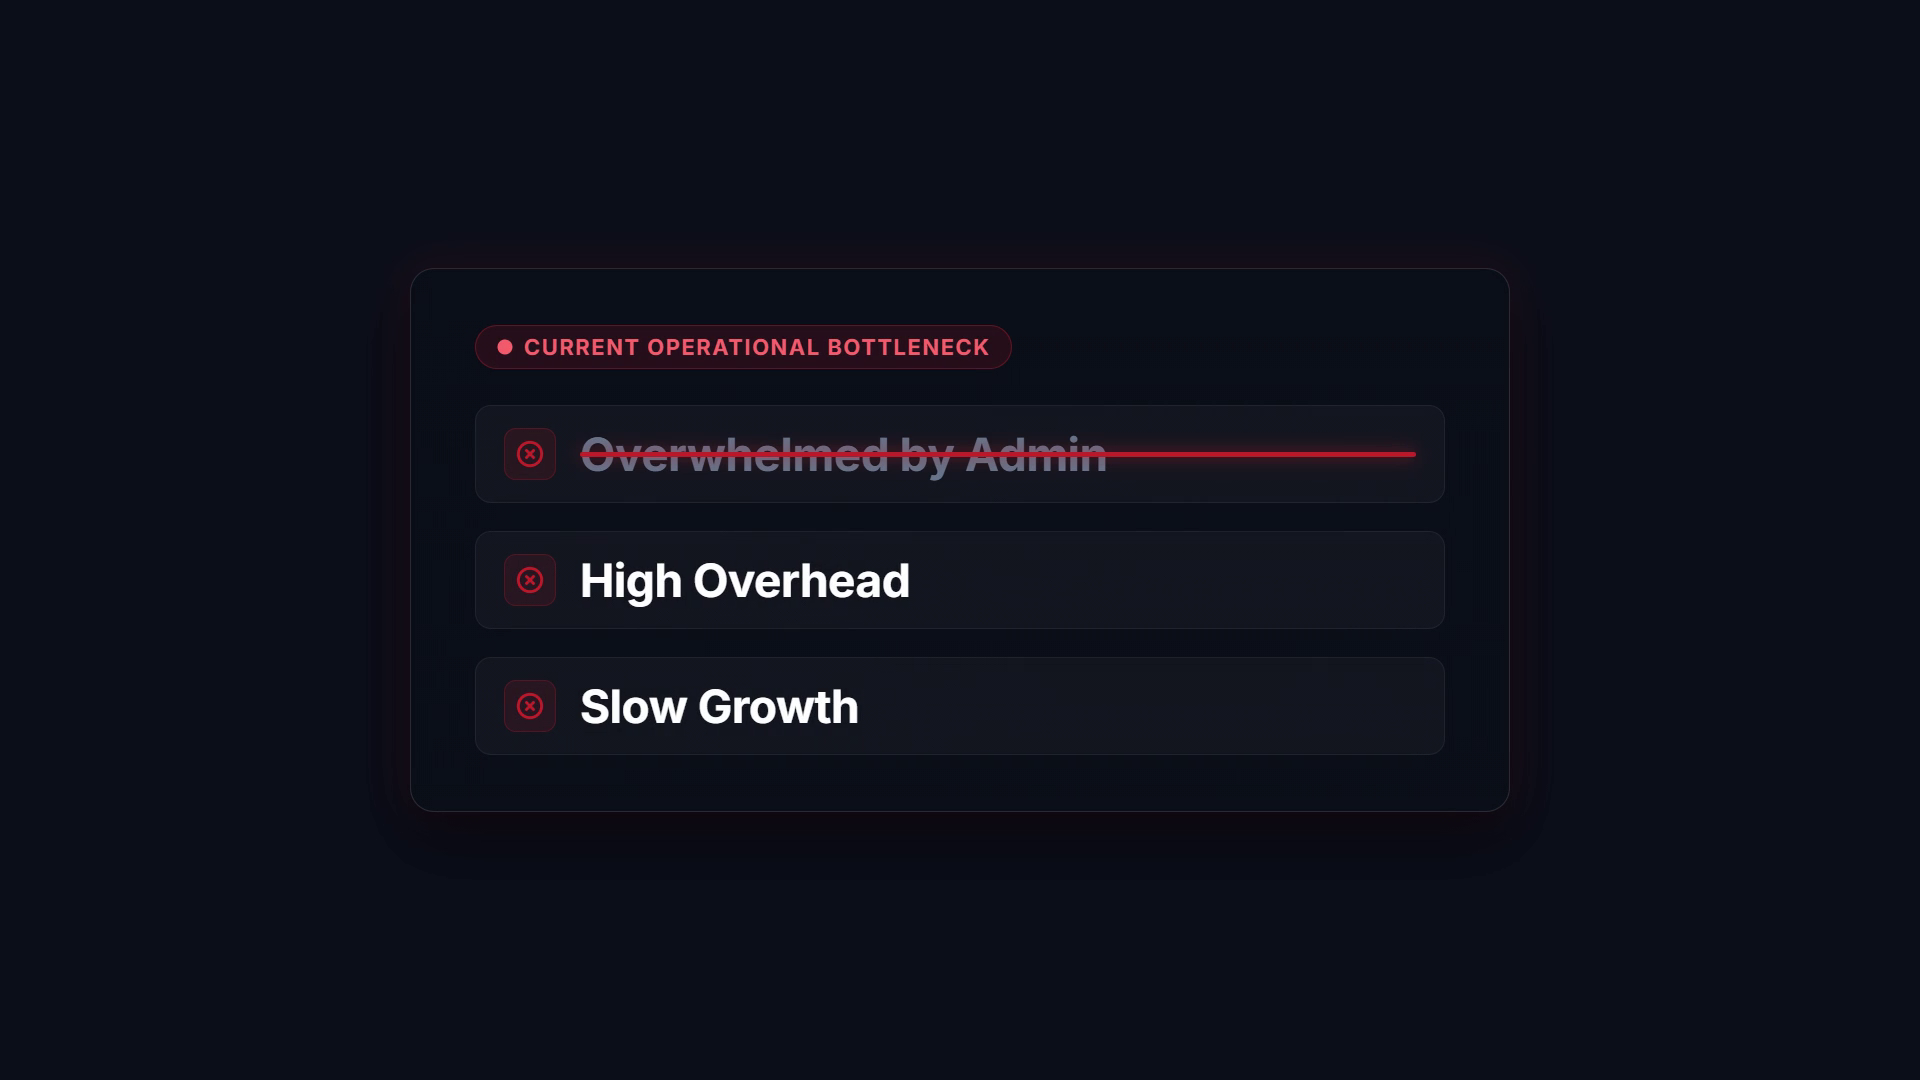 CURRENT OPERATIONAL BOTTLENECK
Overwhelmed by Admin
High Overhead
Slow Growth